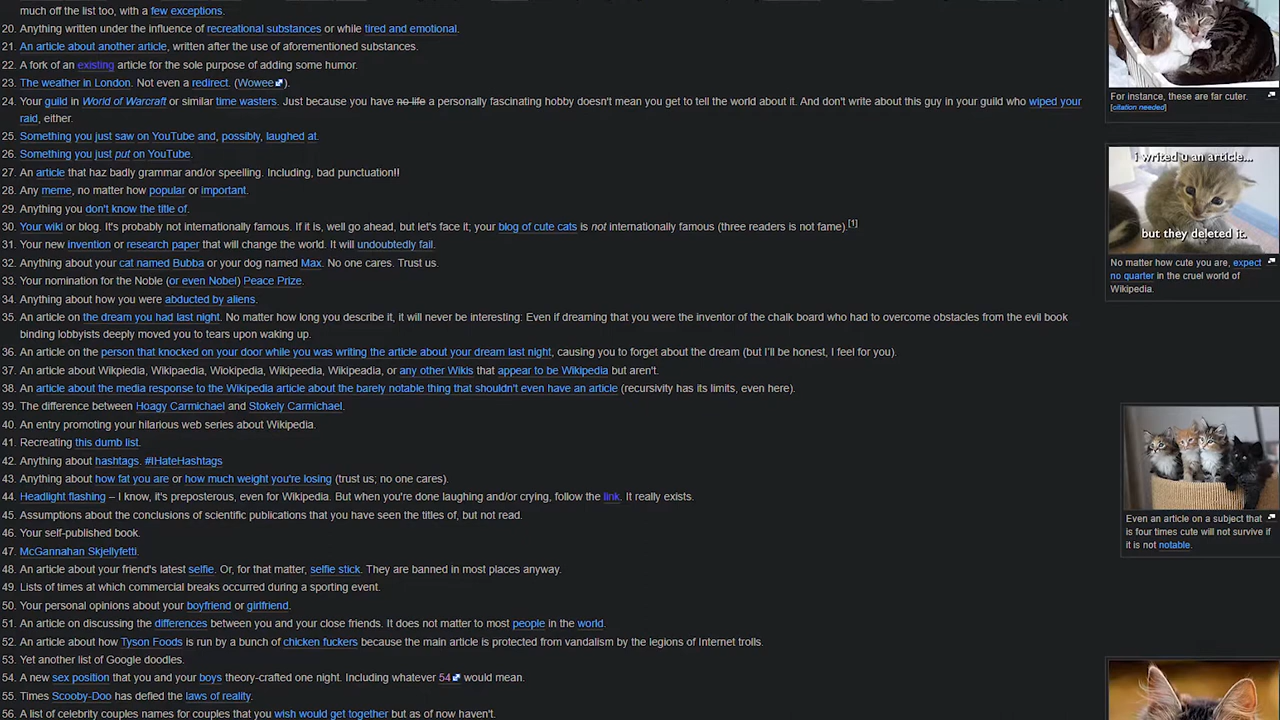 much off the list too, with a few exceptions.
20. Anything written under the influence of recreational substances or while tired and emotional.
21. An article about another article, written after the use of aforementioned substances.
22. A fork of an existing article for the sole purpose of adding some humor.
23. The weather in London. Not even a redirect. (Wowee).
24. Your guild in World of Warcraft or similar time wasters. Just because you have no life a personally fascinating hobby doesn't mean you get to tell the world about it. And don't write about this guy in your guild who wiped your
raid, either.
25. Something you just saw on YouTube and, possibly, laughed at.
26. Something you just put on YouTube.
27. An article that haz badly grammar and/or speelling. Including, bad punctuation!!
28. Any meme, no matter how popular or important.
29. Anything you don't know the title of.
30. Your wiki or blog. It's probably not internationally famous. If it is, well go ahead, but let's face it; your blog of cute cats is not internationally famous (three readers is not fame).[1]
31. Your new invention or research paper that will change the world. It will undoubtedly fail.
32. Anything about your cat named Bubba or your dog named Max. No one cares. Trust us.
33. Your nomination for the Noble (or even Nobel) Peace Prize.
34. Anything about how you were abducted by aliens.
35. An article on the dream you had last night. No matter how long you describe it, it will never be interesting: Even if dreaming that you were the inventor of the chalk board who had to overcome obstacles from the evil book
binding lobbyists deeply moved you to tears upon waking up.
36. An article on the person that knocked on your door while you was writing the article about your dream last night, causing you to forget about the dream (but I'll be honest, I feel for you).
37. An article about Wikpiedia, Wikipaedia, Wiokipedia, Wikipeedia, Wikipedia, or any other Wikis that appear to be Wikipedia but aren't.
38. An article about the media response to the Wikipedia article about the barely notable thing that shouldn't even have an article (recursivity has its limits, even here).
39. The difference between Hoagy Carmichael and Stokely Carmichael.
40. An entry promoting your hilarious web series about Wikipedia.
41. Recreating this dumb list.
42. Anything about hashtags. #IHateHashtags
43. Anything about how fat you are or how much weight you're losing (trust us; no one cares).
44. Headlight flashing – I know, it's preposterous, even for Wikipedia. But when you're done laughing and/or crying, follow the link. It really exists.
45. Assumptions about the conclusions of scientific publications that you have seen the titles of, but not read.
46. Your self-published book.
47. McGannahan Skjellyfetti.
48. An article about your friend's latest selfie. Or, for that matter, selfie stick. They are banned in most places anyway.
49. Lists of times at which commercial breaks occurred during a sporting event.
50. Your personal opinions about your boyfriend or girlfriend.
51. An article on discussing the differences between you and your close friends. It does not matter to most people in the world.
52. An article about how Tyson Foods is run by a bunch of chicken fuckers because the main article is protected from vandalism by the legions of Internet trolls.
53. Yet another list of Google doodles.
54. A new sex position that you and your boys theory-crafted one night. Including whatever 54 would mean.
55. Times Scooby-Doo has defied the laws of reality.
56. A list of celebrity couples names for couples that you wish would get together but as of now haven't.
For instance, these are far cuter.
[citation needed]
i writed u an article...
but they deleted it.
No matter how cute you are, expect
no quarter in the cruel world of
Wikipedia.
Even an article on a subject that
is four times cute will not survive if
it is not notable.